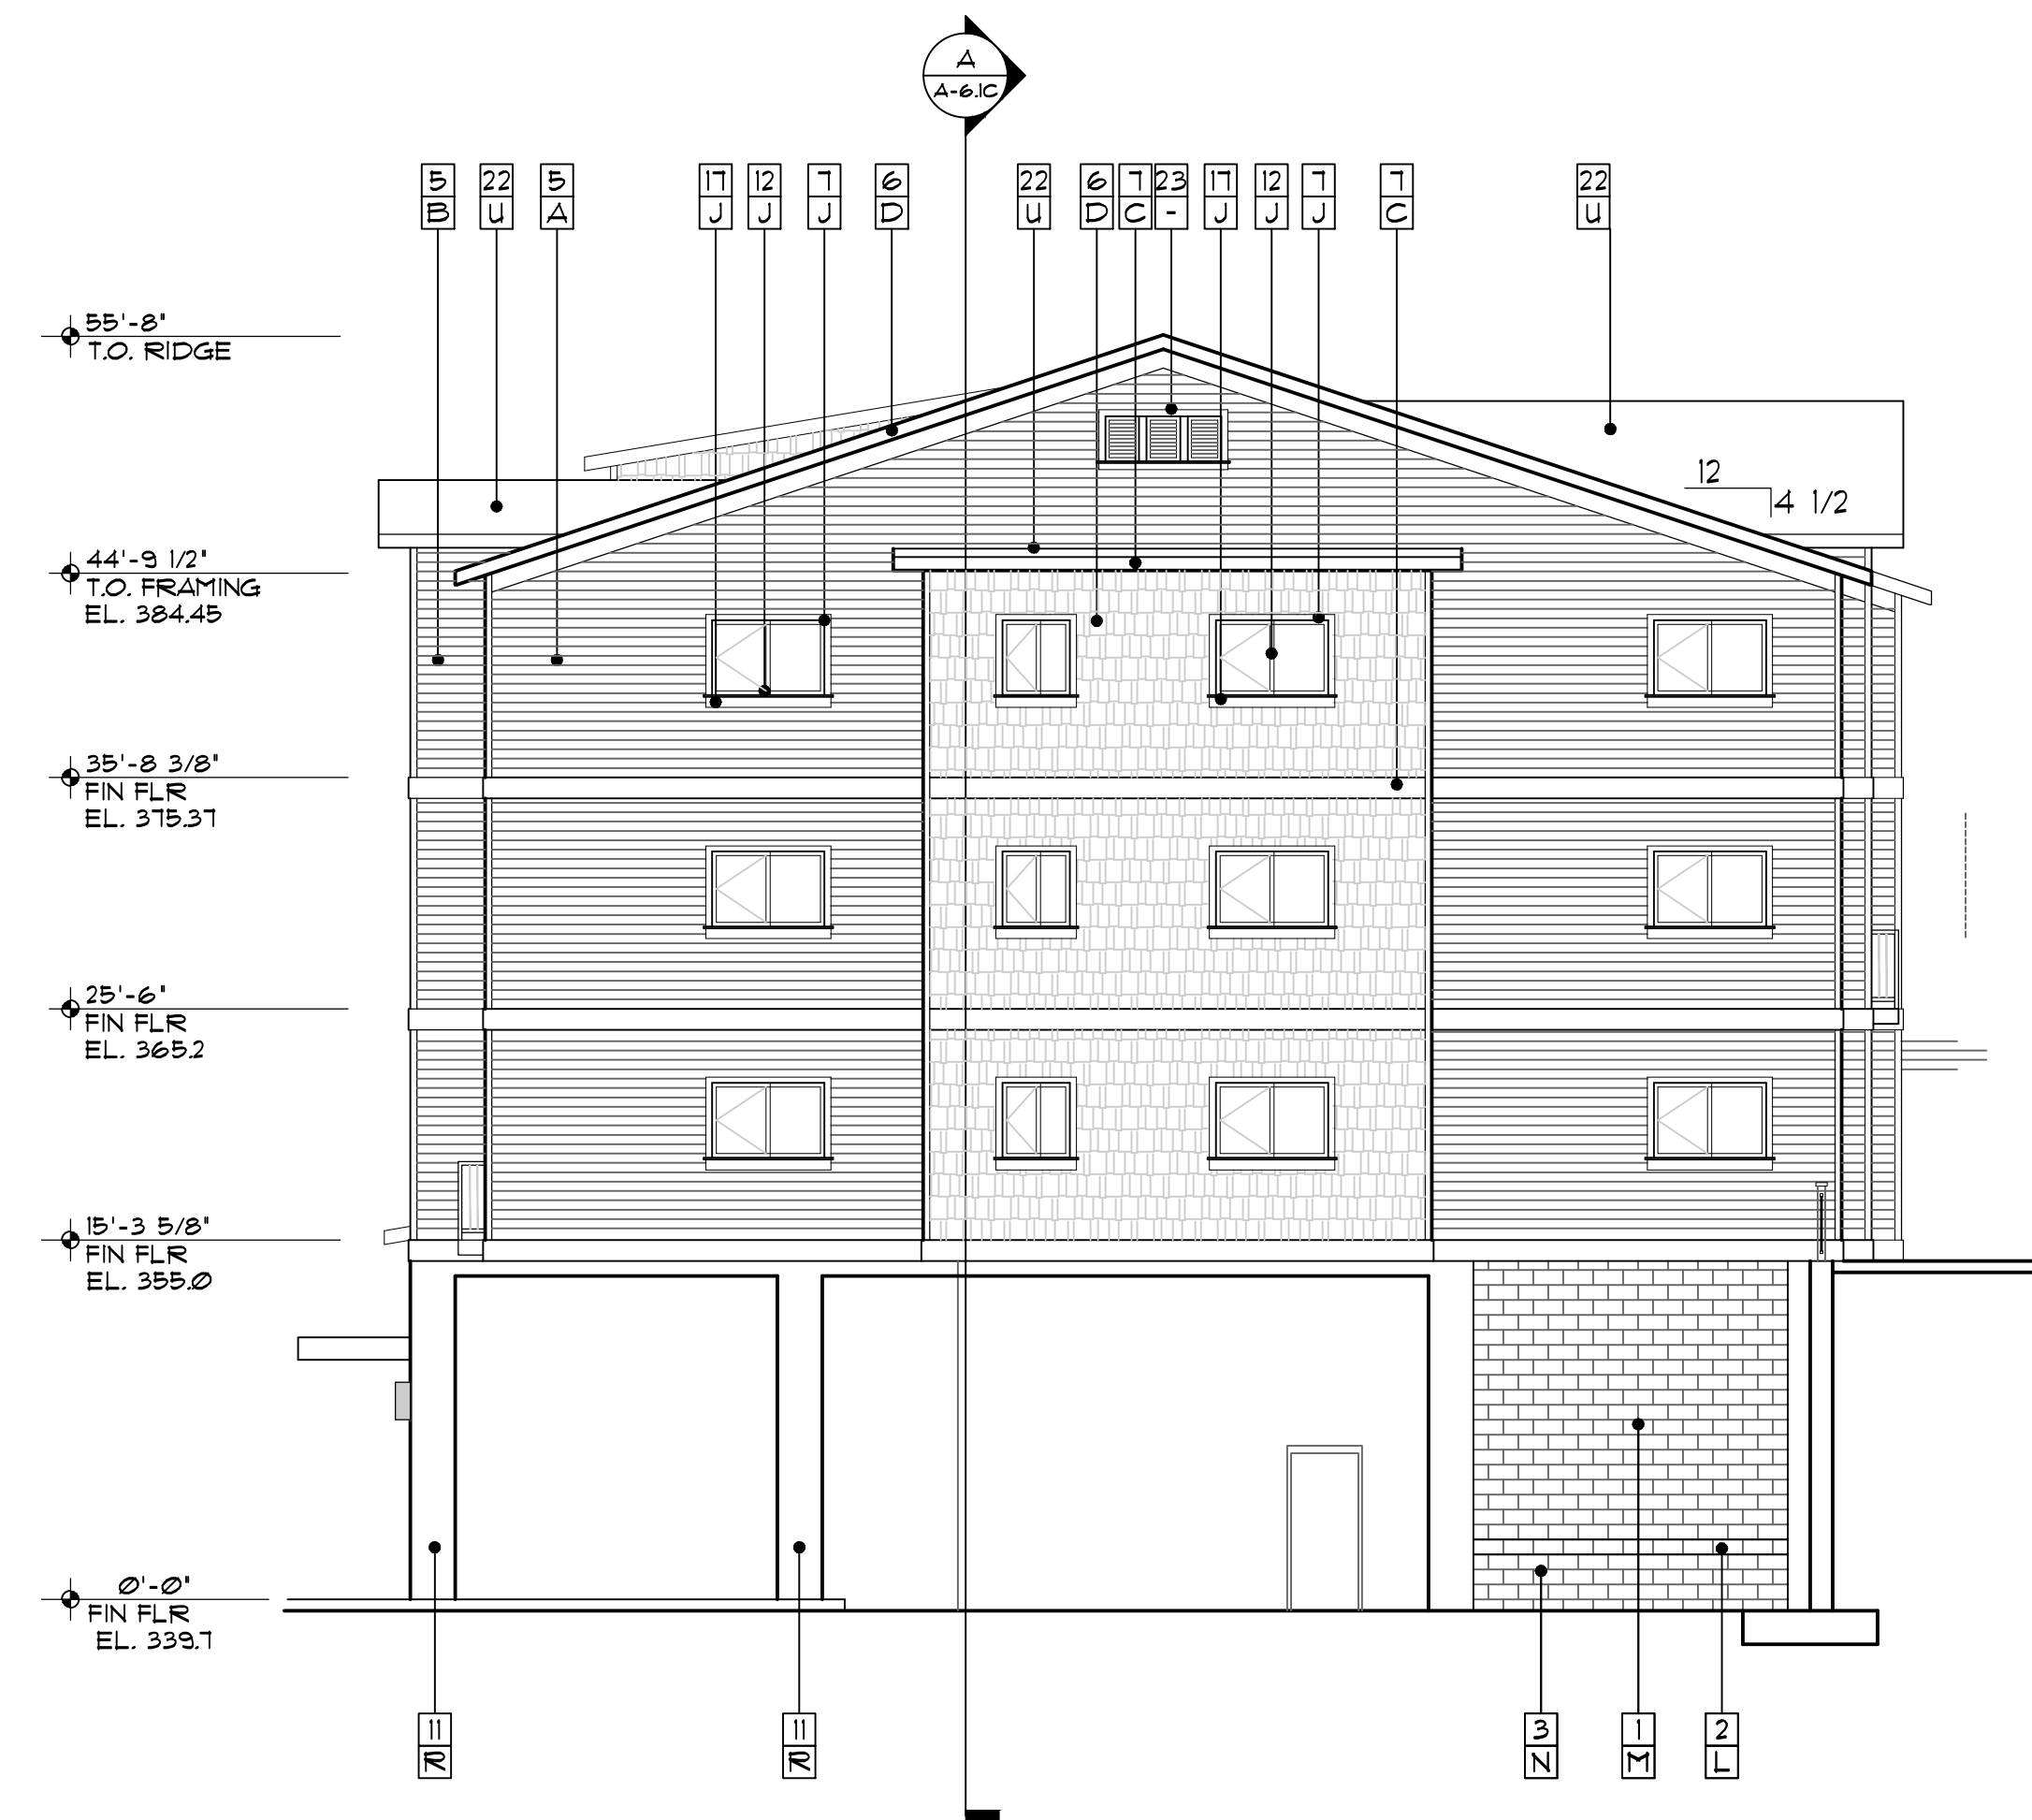 A
A-6.1C
5
B
22
U
5
A
17
J
12
J
7
J
6
D
22
U
6
D
7
C
23
-
17
J
12
J
7
J
7
C
22
U
55'-8"
T.O. RIDGE
12
4 1/2
44'-9 1/2"
T.O. FRAMING
EL. 384.45
35'-8 3/8"
FIN FLR
EL. 375.37
25'-6"
FIN FLR
EL. 365.2
15'-3 5/8"
FIN FLR
EL. 355.0
0'-0"
FIN FLR
EL. 339.7
11
R
11
R
3
N
1
M
2
L